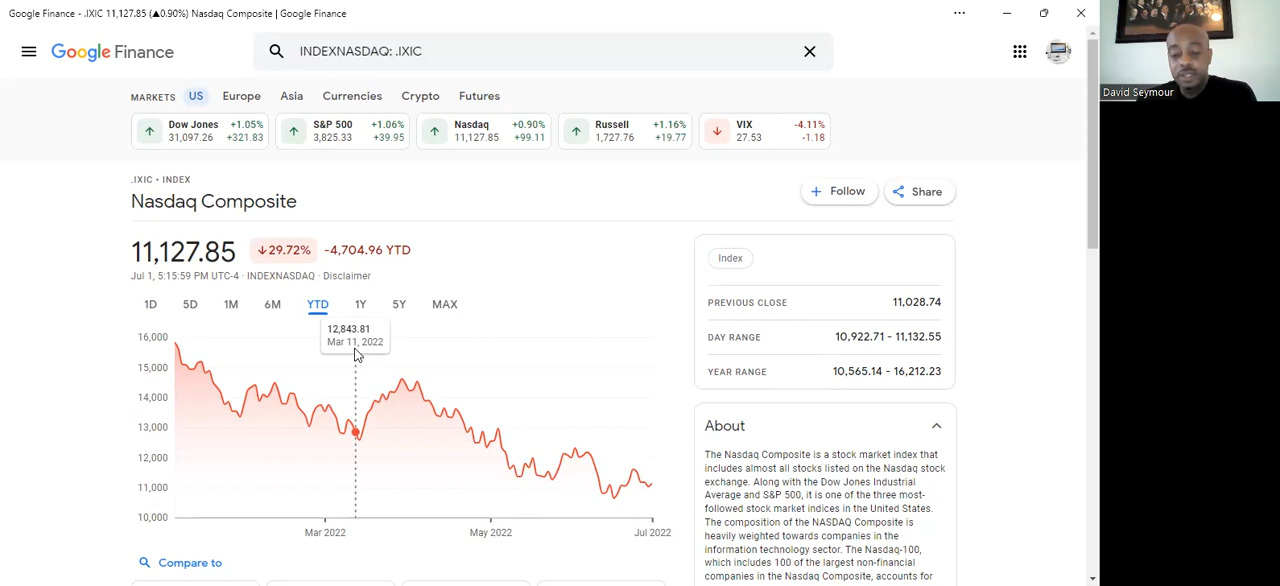 Google Finance - .IXIC 11,127.85 (▲0.90%) Nasdaq Composite | Google Finance
Google Finance
INDEXNASDAQ: .IXIC
David Seymour
MARKETS US Europe Asia Currencies Crypto Futures
Dow Jones +1.05% S&P 500 +1.06% Nasdaq +0.90% Russell +1.16% VIX -4.11%
31,097.26 +321.83 3,825.33 +39.95 11,127.85 +99.11 1,727.76 +19.77 27.53 -1.18
.IXIC • INDEX
Nasdaq Composite
+ Follow Share
11,127.85 ↓29.72% -4,704.96 YTD
Jul 1, 5:15:59 PM UTC-4 · INDEXNASDAQ · Disclaimer
1D 5D 1M 6M YTD 1Y 5Y MAX
12,843.81
Mar 11, 2022
16,000
15,000
14,000
13,000
12,000
11,000
10,000
Mar 2022 May 2022 Jul 2022
Compare to
Index
PREVIOUS CLOSE 11,028.74
DAY RANGE 10,922.71 - 11,132.55
YEAR RANGE 10,565.14 - 16,212.23
About
The Nasdaq Composite is a stock market index that
includes almost all stocks listed on the Nasdaq stock
exchange. Along with the Dow Jones Industrial
Average and S&P 500, it is one of the three most-
followed stock market indices in the United States.
The composition of the NASDAQ Composite is
heavily weighted towards companies in the
information technology sector. The Nasdaq-100,
which includes 100 of the largest non-financial
companies in the Nasdaq Composite, accounts for